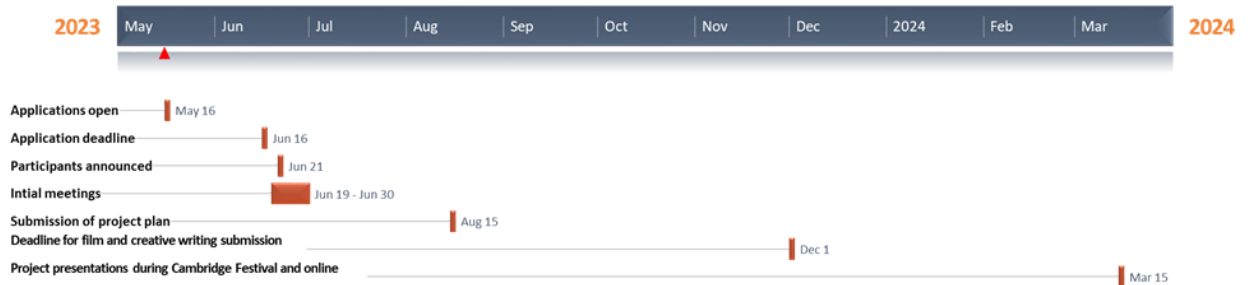 2023 May Jun Jul Aug Sep Oct Nov Dec 2024 Feb Mar 2024
Applications open May 16
Application deadline Jun 16
Participants announced Jun 21
Intial meetings Jun 19 - Jun 30
Submission of project plan Aug 15
Deadline for film and creative writing submission Dec 1
Project presentations during Cambridge Festival and online Mar 15